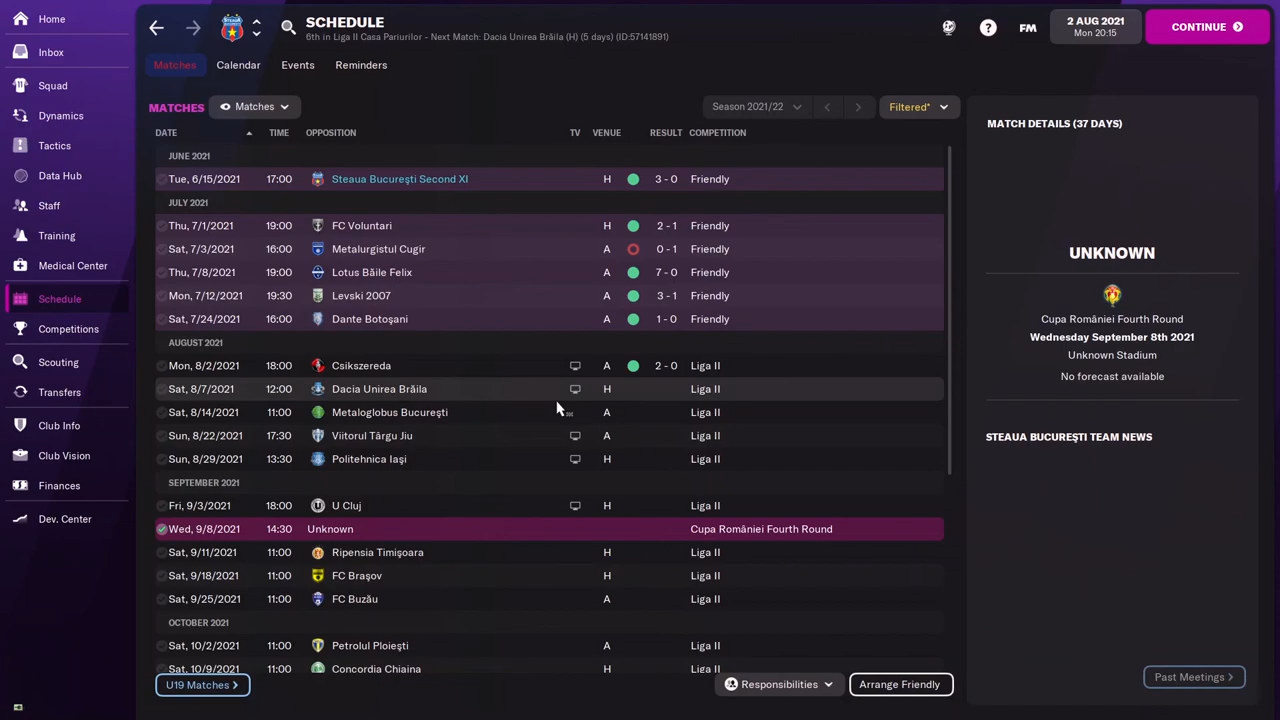 Home
Inbox
Squad
Dynamics
Tactics
Data Hub
Staff
Training
Medical Center
Schedule
Competitions
Scouting
Transfers
Club Info
Club Vision
Finances
Dev. Center
SCHEDULE
6th in Liga II Casa Pariurilor - Next Match: Dacia Unirea Brăila (H) (5 days) (ID:57141891)
FM
2 AUG 2021
Mon 20:15
CONTINUE
Matches Calendar Events Reminders
MATCHES Matches Season 2021/22 Filtered*
DATE TIME OPPOSITION TV VENUE RESULT COMPETITION
JUNE 2021
Tue, 6/15/2021 17:00 Steaua Bucureşti Second XI H 3 - 0 Friendly
JULY 2021
Thu, 7/1/2021 19:00 FC Voluntari H 2 - 1 Friendly
Sat, 7/3/2021 16:00 Metalurgistul Cugir A 0 - 1 Friendly
Thu, 7/8/2021 19:00 Lotus Băile Felix A 7 - 0 Friendly
Mon, 7/12/2021 19:30 Levski 2007 A 3 - 1 Friendly
Sat, 7/24/2021 16:00 Dante Botoşani A 1 - 0 Friendly
AUGUST 2021
Mon, 8/2/2021 18:00 Csikszereda A 2 - 0 Liga II
Sat, 8/7/2021 12:00 Dacia Unirea Brăila H Liga II
Sat, 8/14/2021 11:00 Metaloglobus Bucureşti A Liga II
Sun, 8/22/2021 17:30 Viitorul Târgu Jiu A Liga II
Sun, 8/29/2021 13:30 Politehnica Iaşi H Liga II
SEPTEMBER 2021
Fri, 9/3/2021 18:00 U Cluj H Liga II
Wed, 9/8/2021 14:30 Unknown Cupa României Fourth Round
Sat, 9/11/2021 11:00 Ripensia Timişoara H Liga II
Sat, 9/18/2021 11:00 FC Braşov H Liga II
Sat, 9/25/2021 11:00 FC Buzău A Liga II
OCTOBER 2021
Sat, 10/2/2021 11:00 Petrolul Ploieşti A Liga II
Sat, 10/9/2021 11:00 Concordia Chiajna H Liga II
U19 Matches Responsibilities Arrange Friendly
MATCH DETAILS (37 DAYS)
UNKNOWN
Cupa României Fourth Round
Wednesday September 8th 2021
Unknown Stadium
No forecast available
STEAUA BUCUREŞTI TEAM NEWS
Past Meetings